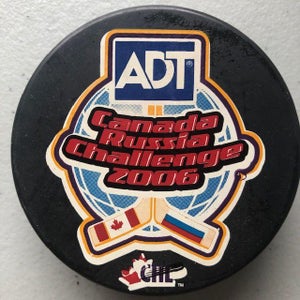 ADT®
Canada
Russia
Challenge
2006
CHL